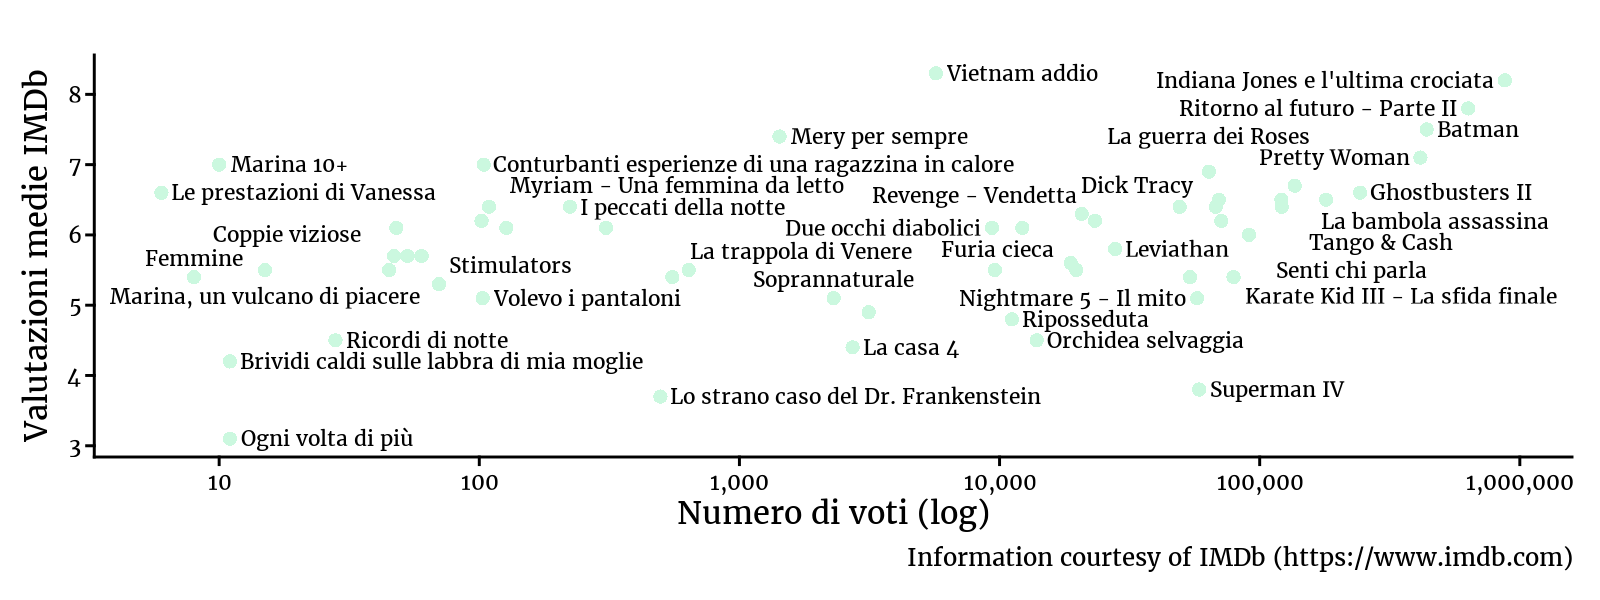 Vietnam addio
Indiana Jones e l'ultima crociata
8
Ritorno al futuro - Parte II
Batman
Mery per sempre
La guerra dei Roses
Pretty Woman
7
Marina 10+
Conturbanti esperienze di una ragazzina in calore
Myriam - Una femmina da letto
Dick Tracy
Le prestazioni di Vanessa
Revenge - Vendetta
Ghostbusters II
I peccati della notte
La bambola assassina
Due occhi diabolici
6
Coppie viziose
Tango & Cash
La trappola di Venere
Furia cieca
Leviathan
Femmine
Stimulators
Senti chi parla
Soprannaturale
Marina, un vulcano di piacere
Volevo i pantaloni
Nightmare 5 - Il mito
Karate Kid III - La sfida finale
5
Riposseduta
Ricordi di notte
Orchidea selvaggia
La casa 4
Brividi caldi sulle labbra di mia moglie
4
Superman IV
Lo strano caso del Dr. Frankenstein
Ogni volta di più
3
Valutazioni medie IMDb
10
100
1,000
10,000
100,000
1,000,000
Numero di voti (log)
Information courtesy of IMDb (https://www.imdb.com)